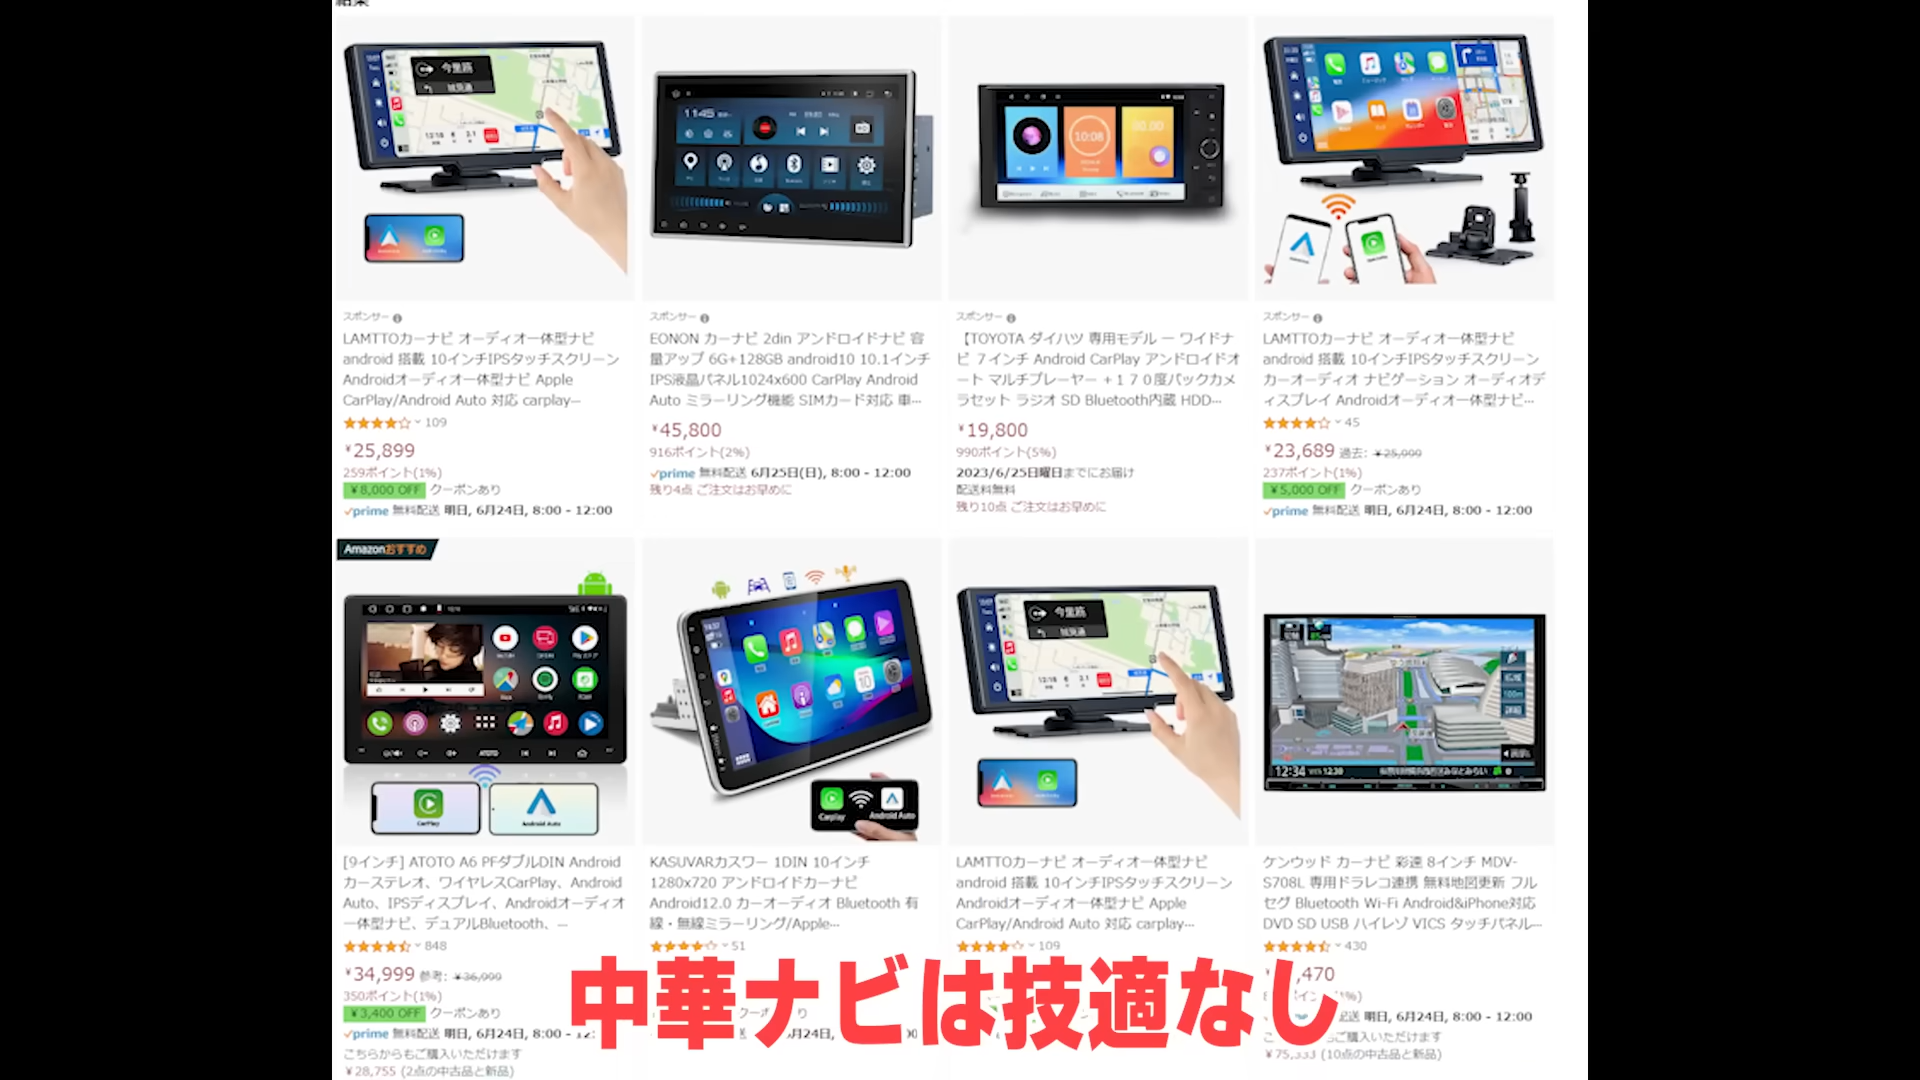 結果
スポンサー
LAMTTOカーナビ オーディオ一体型ナビ
android 搭載 10インチIPSタッチスクリーン
Androidオーディオ一体型ナビ Apple
CarPlay/Android Auto 対応 carplay…
109
¥25,899
259ポイント(1%)
¥8,000 OFF クーポンあり
prime 無料配送 明日, 6月24日, 8:00 - 12:00
スポンサー
EONON カーナビ 2din アンドロイドナビ 容
量アップ 6G+128GB android10 10.1インチ
IPS液晶パネル1024x600 CarPlay Android
Auto ミラーリング機能 SIMカード対応 車…
¥45,800
916ポイント(2%)
prime 無料配送 6月25日(日), 8:00 - 12:00
残り4点 ご注文はお早めに
スポンサー
【TOYOTA ダイハツ 専用モデル ー ワイドナ
ビ ７インチ Android CarPlay アンドロイドオ
ート マルチプレーヤー +１７０度バックカメ
ラセット ラジオ SD Bluetooth内蔵 HDD…
¥19,800
990ポイント(5%)
2023/6/25日曜日までにお届け
配送料無料
残り10点 ご注文はお早めに
スポンサー
LAMTTOカーナビ オーディオ一体型ナビ
android 搭載 10インチIPSタッチスクリーン
カーオーディオ ナビゲーション オーディオデ
ィスプレイ Androidオーディオ一体型ナビ…
45
¥23,689 過去: ¥25,999
237ポイント(1%)
¥5,000 OFF クーポンあり
prime 無料配送 明日, 6月24日, 8:00 - 12:00
Amazonおすすめ
CarPlay
Android Auto
[9インチ] ATOTO A6 PFダブルDIN Android
カーステレオ、ワイヤレスCarPlay、Android
Auto、IPSディスプレイ、Androidオーディオ
一体型ナビ、デュアルBluetooth、…
848
¥34,999 参考: ¥36,999
350ポイント(1%)
¥3,400 OFF クーポンあり
prime 無料配送 明日, 6月24日, 8:00 - 12:
こちらからもご購入いただけます
¥28,755 (2点の中古品と新品)
Carplay
Android Auto
KASUVARカスワー 1DIN 10インチ
1280x720 アンドロイドカーナビ
Android12.0 カーオーディオ Bluetooth 有
線・無線ミラーリング/Apple…
51
LAMTTOカーナビ オーディオ一体型ナビ
android 搭載 10インチIPSタッチスクリーン
Androidオーディオ一体型ナビ Apple
CarPlay/Android Auto 対応 carplay…
109
12:34
ケンウッド カーナビ 彩速 8インチ MDV-
S708L 専用ドラレコ連携 無料地図更新 フル
セグ Bluetooth Wi-Fi Android&iPhone対応
DVD SD USB ハイレゾ VICS タッチパネル…
430
,470
明日, 6月24日, 8:00 - 12:00
もご購入いただけます
(10点の中古品と新品)
中華ナビは技適なし